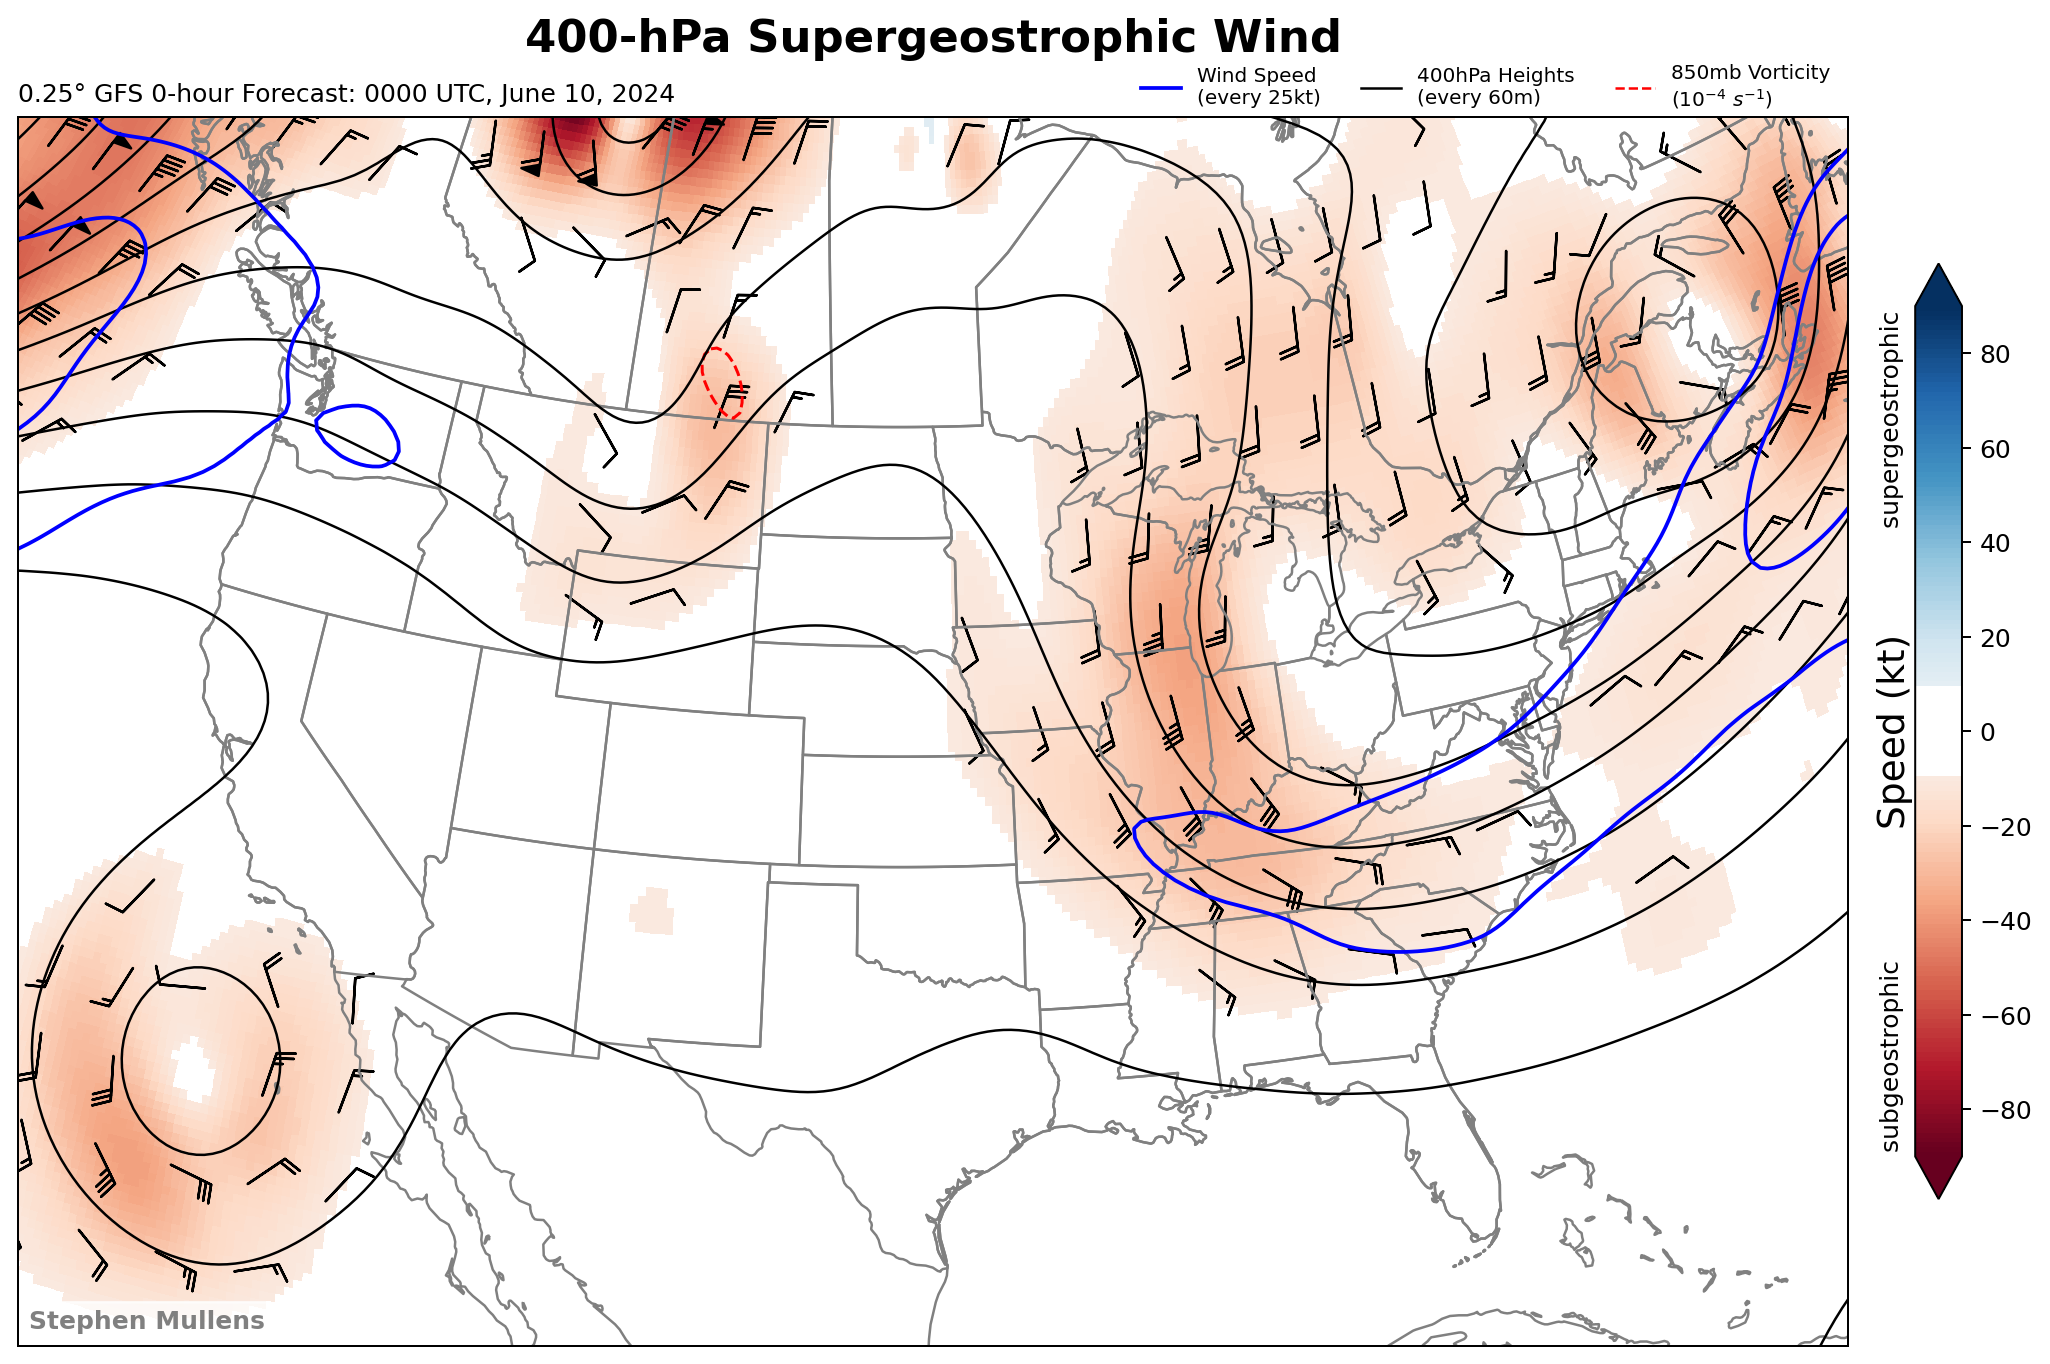 400-hPa Supergeostrophic Wind
0.25° GFS 0-hour Forecast: 0000 UTC, June 10, 2024
Wind Speed
(every 25kt)
400hPa Heights
(every 60m)
850mb Vorticity
(10⁻⁴ s⁻¹)
supergeostrophic
Speed (kt)
subgeostrophic
80
60
40
20
0
−20
−40
−60
−80
Stephen Mullens